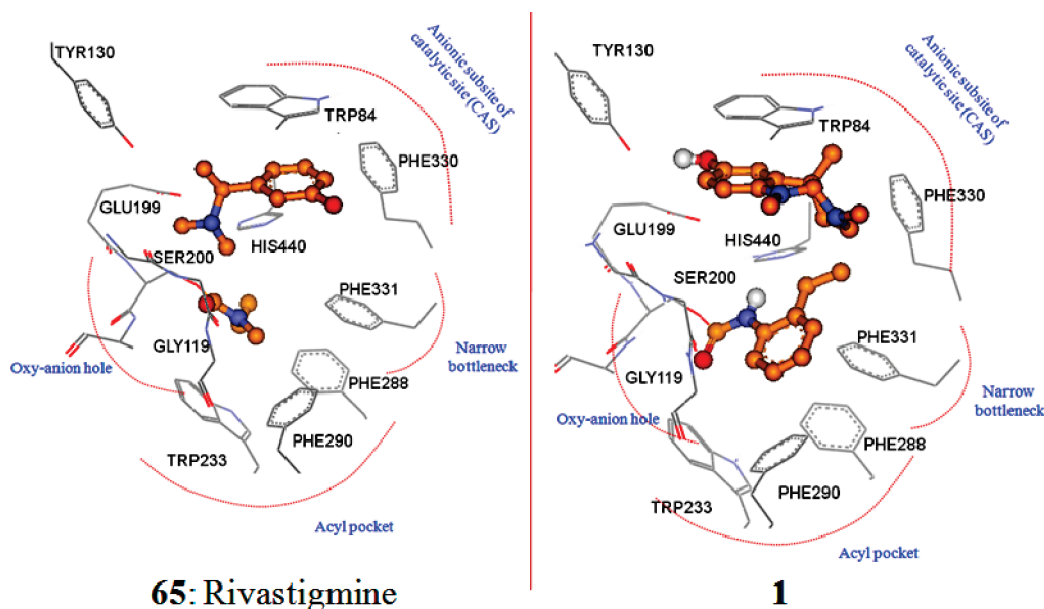 TYR130
Anionic subsite of
catalytic site (CAS)
TRP84
PHE330
GLU199
HIS440
SER200
PHE331
GLY119
Oxy-anion hole
Narrow
bottleneck
PHE288
PHE290
TRP233
Acyl pocket
65: Rivastigmine
TYR130
Anionic subsite of
catalytic site (CAS)
TRP84
PHE330
GLU199
HIS440
SER200
PHE331
GLY119
Narrow
bottleneck
Oxy-anion hole
PHE288
PHE290
TRP233
Acyl pocket
1